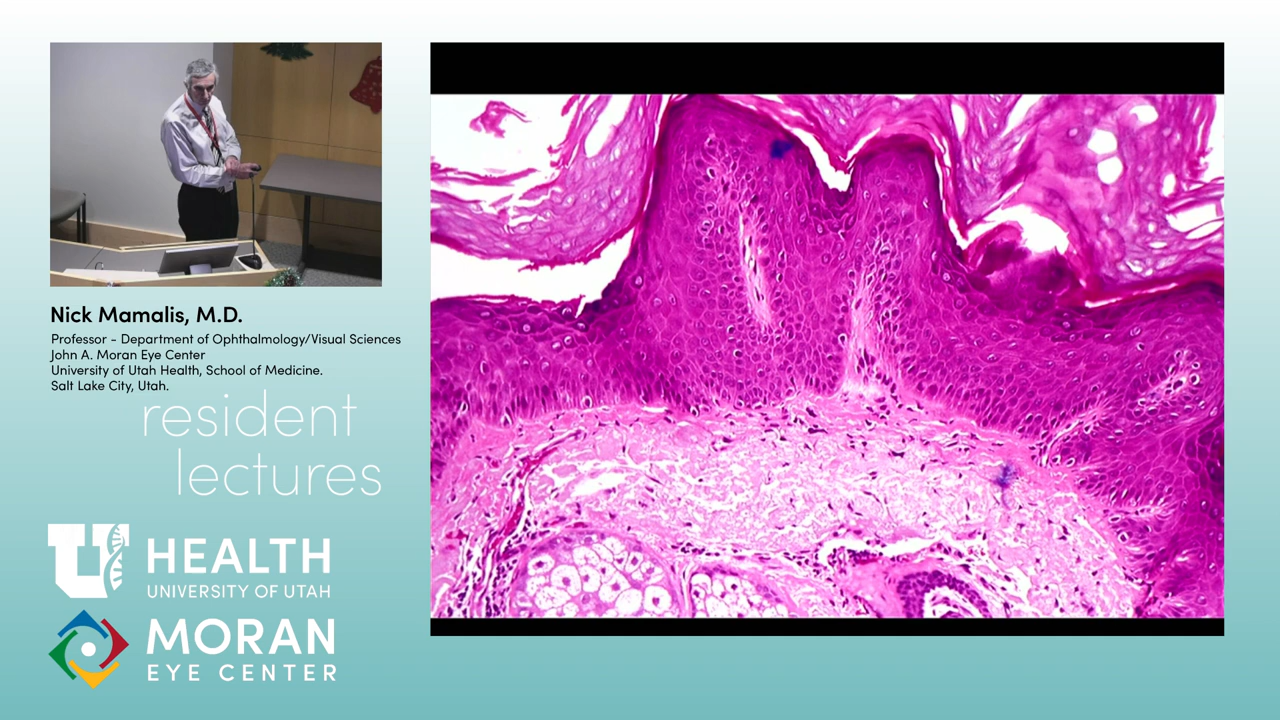 Nick Mamalis, M.D.
Professor - Department of Ophthalmology/Visual Sciences
John A. Moran Eye Center
University of Utah Health, School of Medicine.
Salt Lake City, Utah.
resident
lectures
U HEALTH
UNIVERSITY OF UTAH
MORAN
EYE CENTER